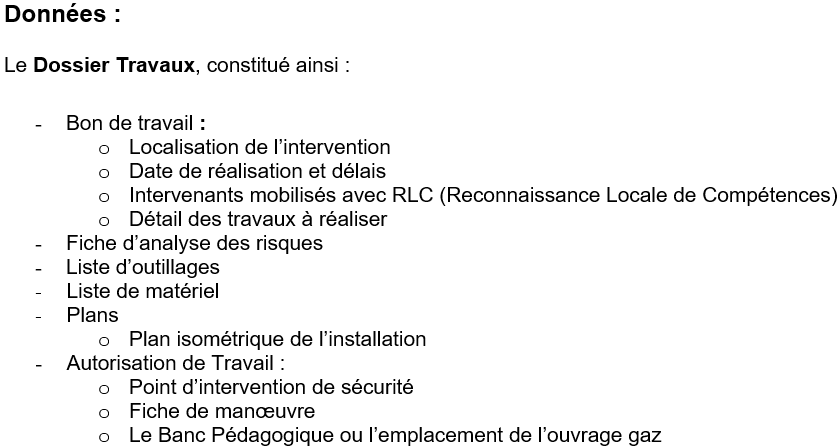 Données :
Le Dossier Travaux, constitué ainsi :
- Bon de travail :
o Localisation de l'intervention
o Date de réalisation et délais
o Intervenants mobilisés avec RLC (Reconnaissance Locale de Compétences)
o Détail des travaux à réaliser
- Fiche d'analyse des risques
- Liste d'outillages
- Liste de matériel
- Plans
o Plan isométrique de l'installation
- Autorisation de Travail :
o Point d'intervention de sécurité
o Fiche de manœuvre
o Le Banc Pédagogique ou l'emplacement de l'ouvrage gaz